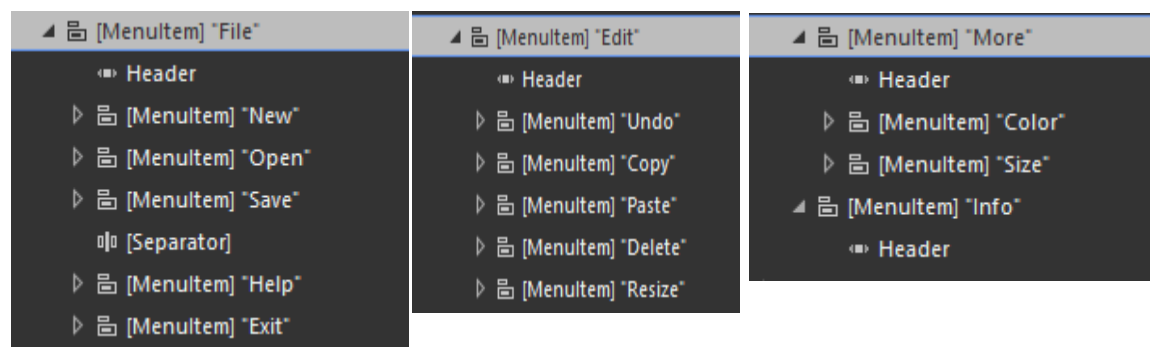 [MenuItem] "File"
Header
[MenuItem] "New"
[MenuItem] "Open"
[MenuItem] "Save"
[Separator]
[MenuItem] "Help"
[MenuItem] "Exit"
[MenuItem] "Edit"
Header
[MenuItem] "Undo"
[MenuItem] "Copy"
[MenuItem] "Paste"
[MenuItem] "Delete"
[MenuItem] "Resize"
[MenuItem] "More"
Header
[MenuItem] "Color"
[MenuItem] "Size"
[MenuItem] "Info"
Header